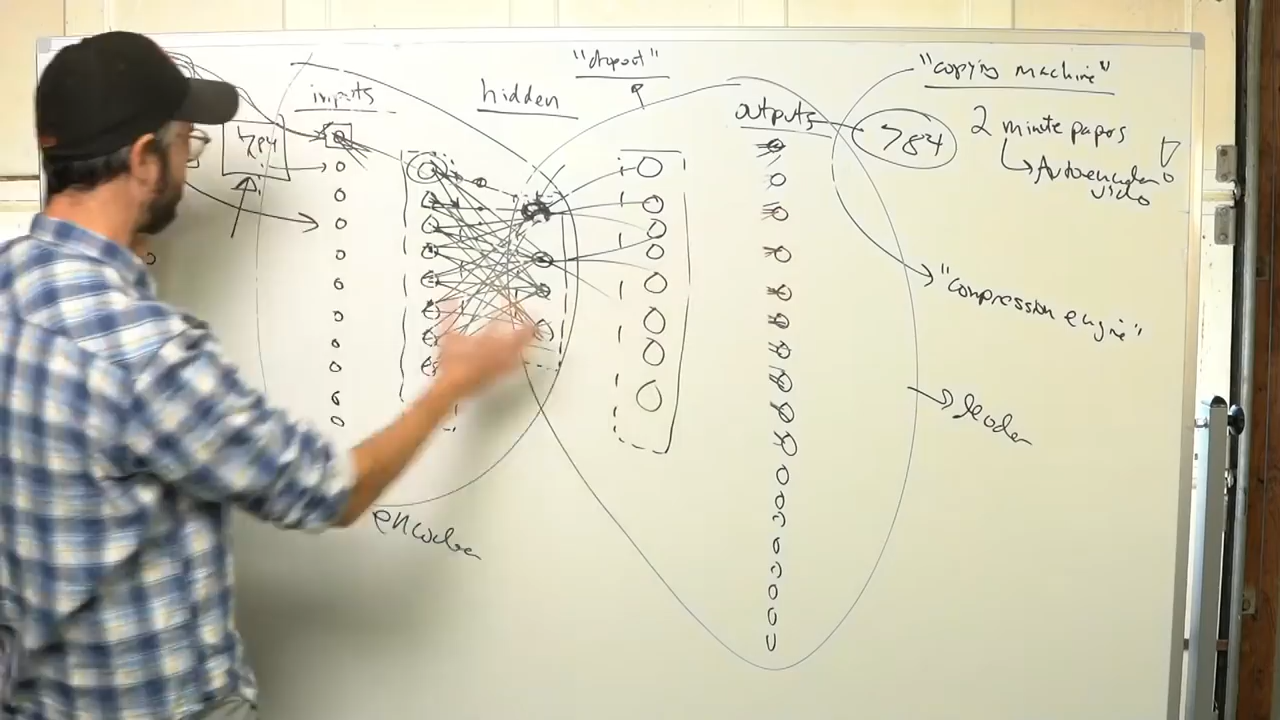 "dropout"
inputs
hidden
outputs
784
784
"copying machine"
2 minute papers
Autoencoder
video
"compression engine"
decoder
encoder